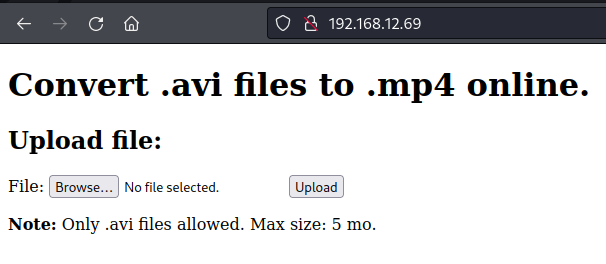 192.168.12.69
Convert .avi files to .mp4 online.
Upload file:
File: Browse... No file selected. Upload
Note: Only .avi files allowed. Max size: 5 mo.